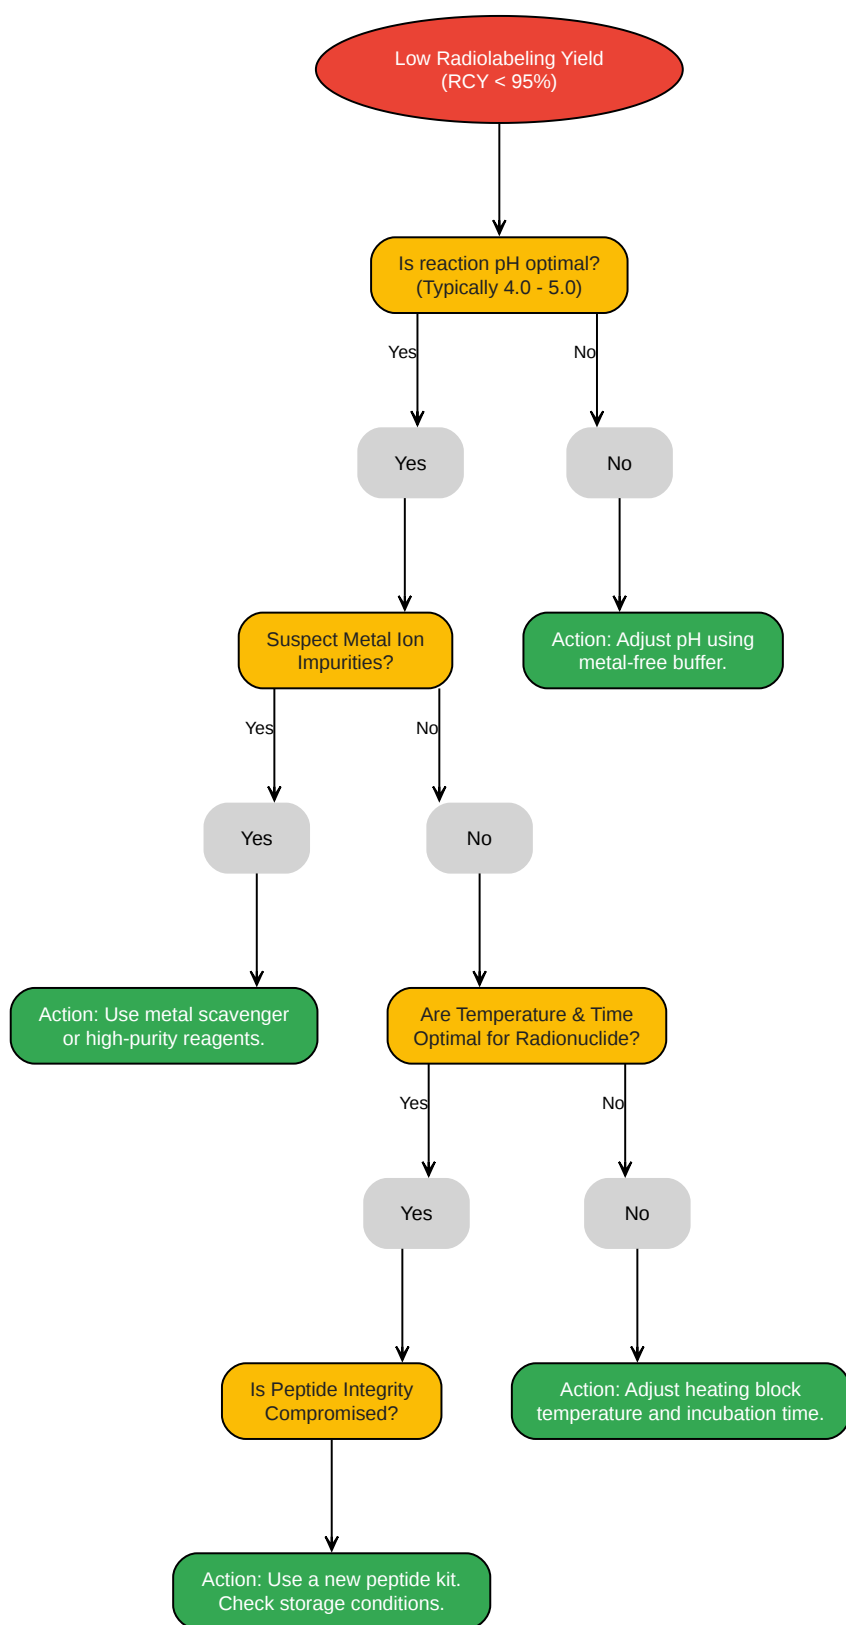 Low Radiolabeling Yield
(RCY < 95%)
Is reaction pH optimal?
(Typically 4.0 - 5.0)
Yes
No
Yes
No
Suspect Metal Ion
Impurities?
Action: Adjust pH using
metal-free buffer.
Yes
No
Yes
No
Action: Use metal scavenger
or high-purity reagents.
Are Temperature & Time
Optimal for Radionuclide?
Yes
No
Yes
No
Is Peptide Integrity
Compromised?
Action: Adjust heating block
temperature and incubation time.
Action: Use a new peptide kit.
Check storage conditions.